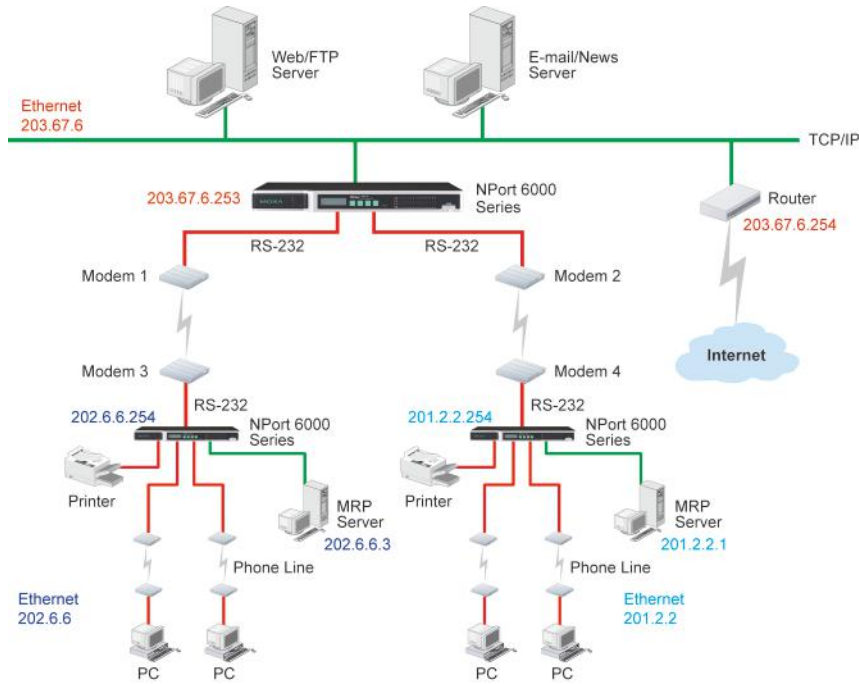 Web/FTP
Server
E-mail/News
Server
Ethernet
203.67.6
TCP/IP
203.67.6.253
MOXA
NPort 6000
Series
Router
203.67.6.254
RS-232
RS-232
Modem 1
Modem 2
Internet
Modem 3
Modem 4
RS-232
RS-232
202.6.6.254
NPort 6000
Series
201.2.2.254
NPort 6000
Series
Printer
MRP
Server
202.6.6.3
Printer
MRP
Server
201.2.2.1
Phone Line
Phone Line
Ethernet
202.6.6
Ethernet
201.2.2
PC
PC
PC
PC